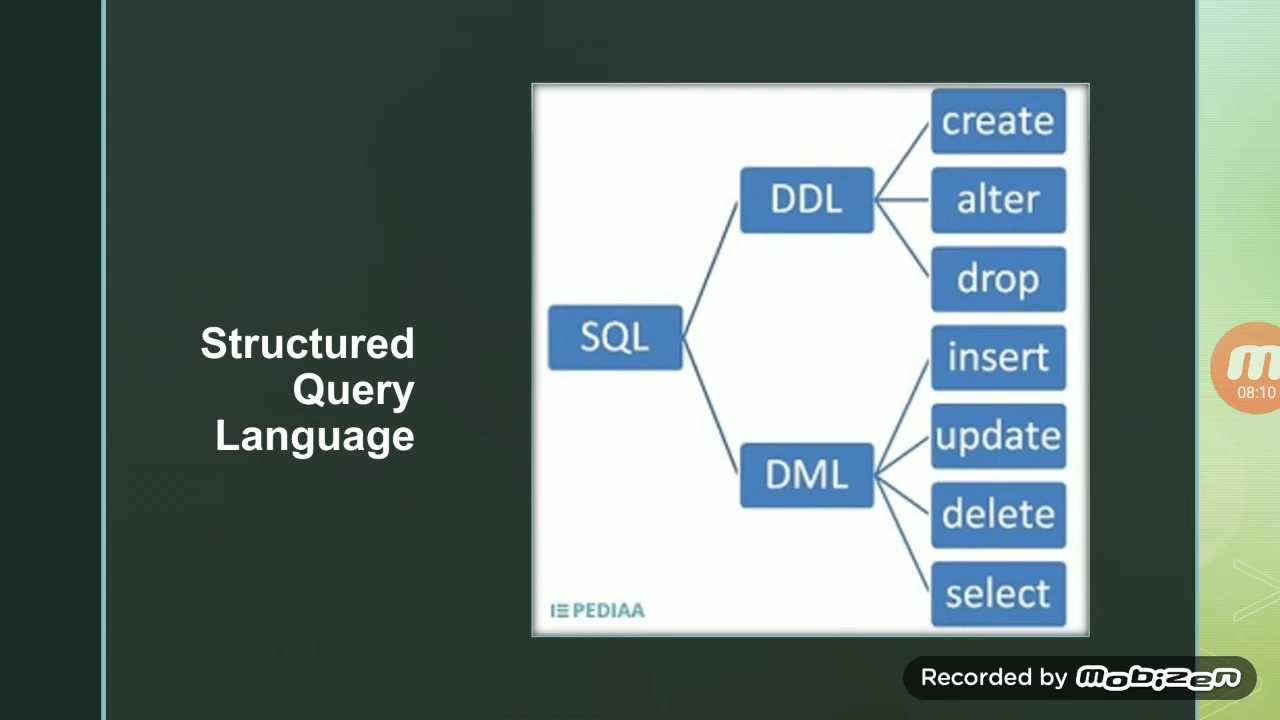 Structured
Query
Language
SQL
DDL
DML
create
alter
drop
insert
update
delete
select
PEDIAA
08:10
Recorded by mobizen